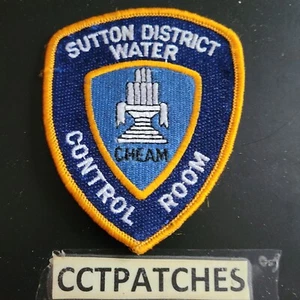 SUTTON DISTRICT
WATER
CHEAM
CONTROL ROOM
CCTPATCHES